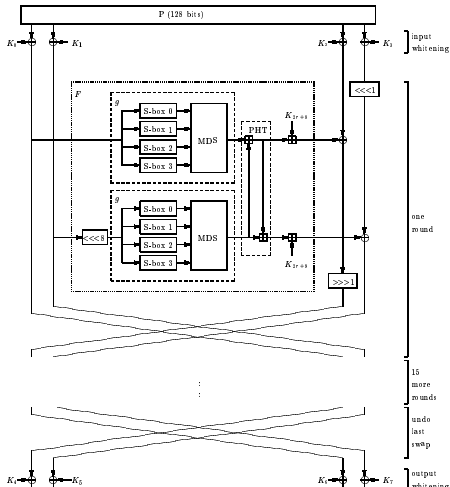 P (128 bits)
K₀ K₁ K₂ K₃
input
whitening
<<<1
F
g
S-box 0
S-box 1
S-box 2
S-box 3
MDS
PHT
K₂ᵣ₊₈
one
round
g
<<<8
S-box 0
S-box 1
S-box 2
S-box 3
MDS
>>>1
15
more
rounds
undo
last
swap
K₄ K₅ K₆ K₇
output
whitening